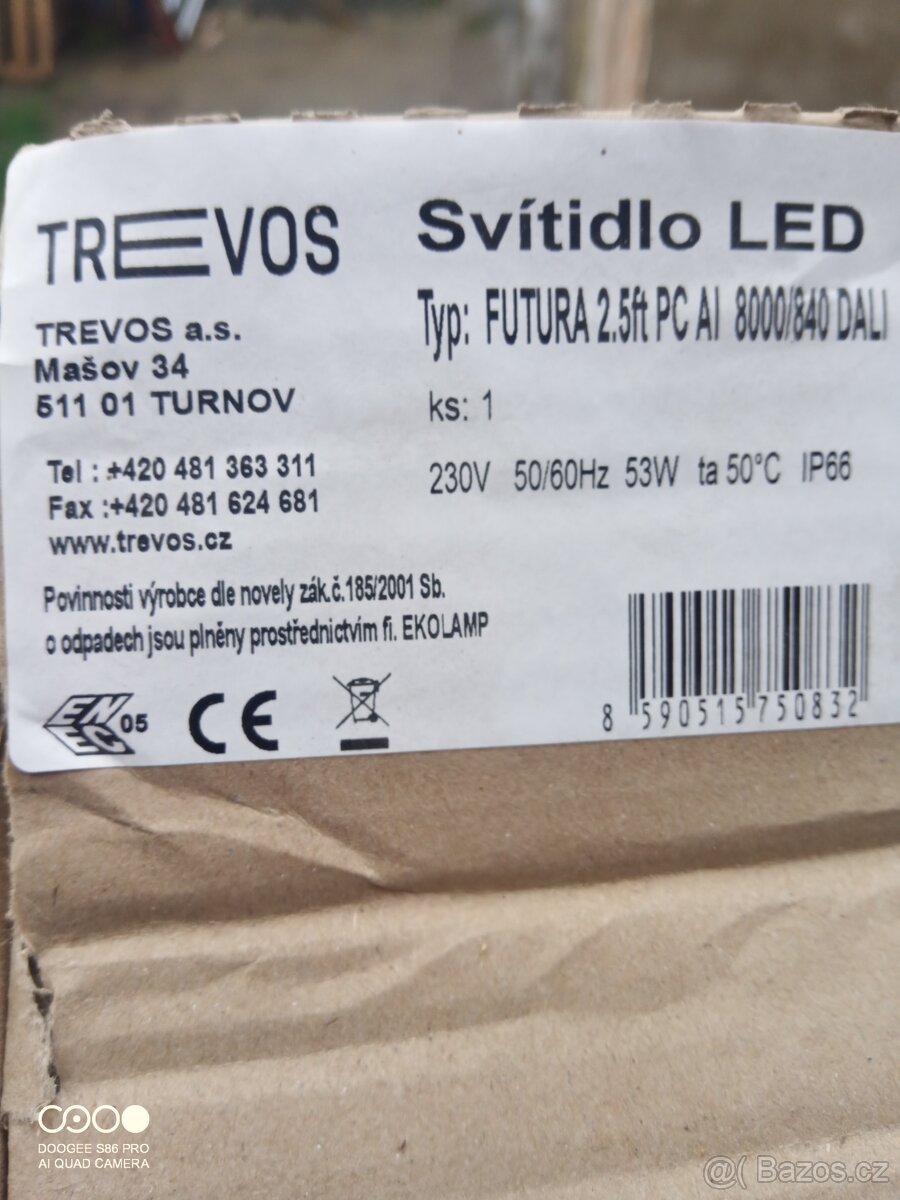 TREVOS
TREVOS a.s.
Mašov 34
511 01 TURNOV
Tel : +420 481 363 311
Fax :+420 481 624 681
www.trevos.cz
Svítidlo LED
Typ: FUTURA 2.5ft PC Al 8000/840 DALI
ks: 1
230V 50/60Hz 53W ta 50°C IP66
Povinnosti výrobce dle novely zák.č.185/2001 Sb.
o odpadech jsou plněny prostřednictvím fi. EKOLAMP
ENEC 05
CE
8 590515 750832
DOOGEE S86 PRO
AI QUAD CAMERA
@( Bazos.cz